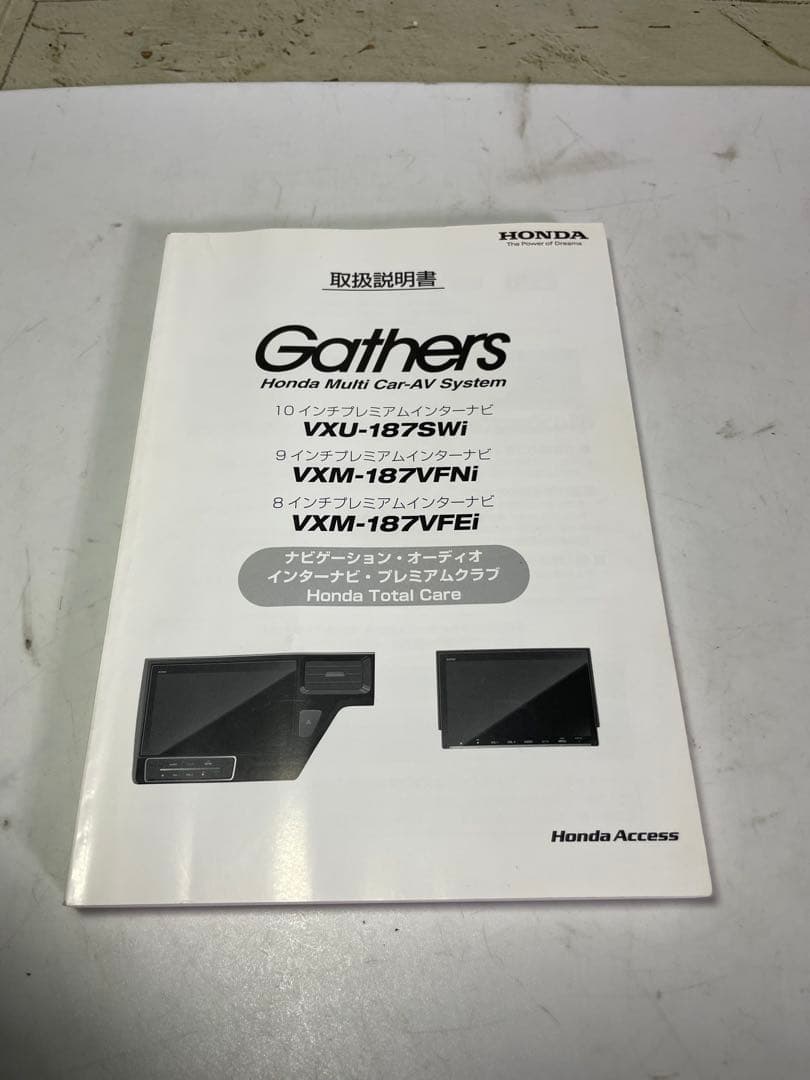 HONDA
The Power of Dreams
取扱説明書
Gathers
Honda Multi Car-AV System
10 インチプレミアムインターナビ
VXU-187SWi
9 インチプレミアムインターナビ
VXM-187VFNi
8 インチプレミアムインターナビ
VXM-187VFEi
ナビゲーション・オーディオ
インターナビ・プレミアムクラブ
Honda Total Care
Honda Access